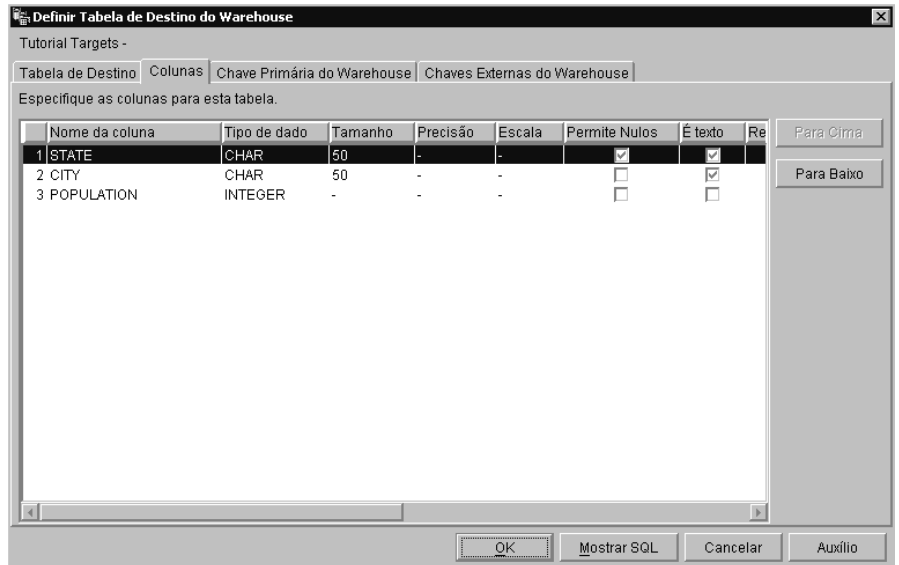 Definir Tabela de Destino do Warehouse
Tutorial Targets -
Tabela de Destino Colunas Chave Primária do Warehouse Chaves Externas do Warehouse
Especifique as colunas para esta tabela.
Nome da coluna Tipo de dado Tamanho Precisão Escala Permite Nulos É texto Re
1 STATE CHAR 50 - -
2 CITY CHAR 50 - -
3 POPULATION INTEGER - - -
Para Cima
Para Baixo
OK Mostrar SQL Cancelar Auxílio